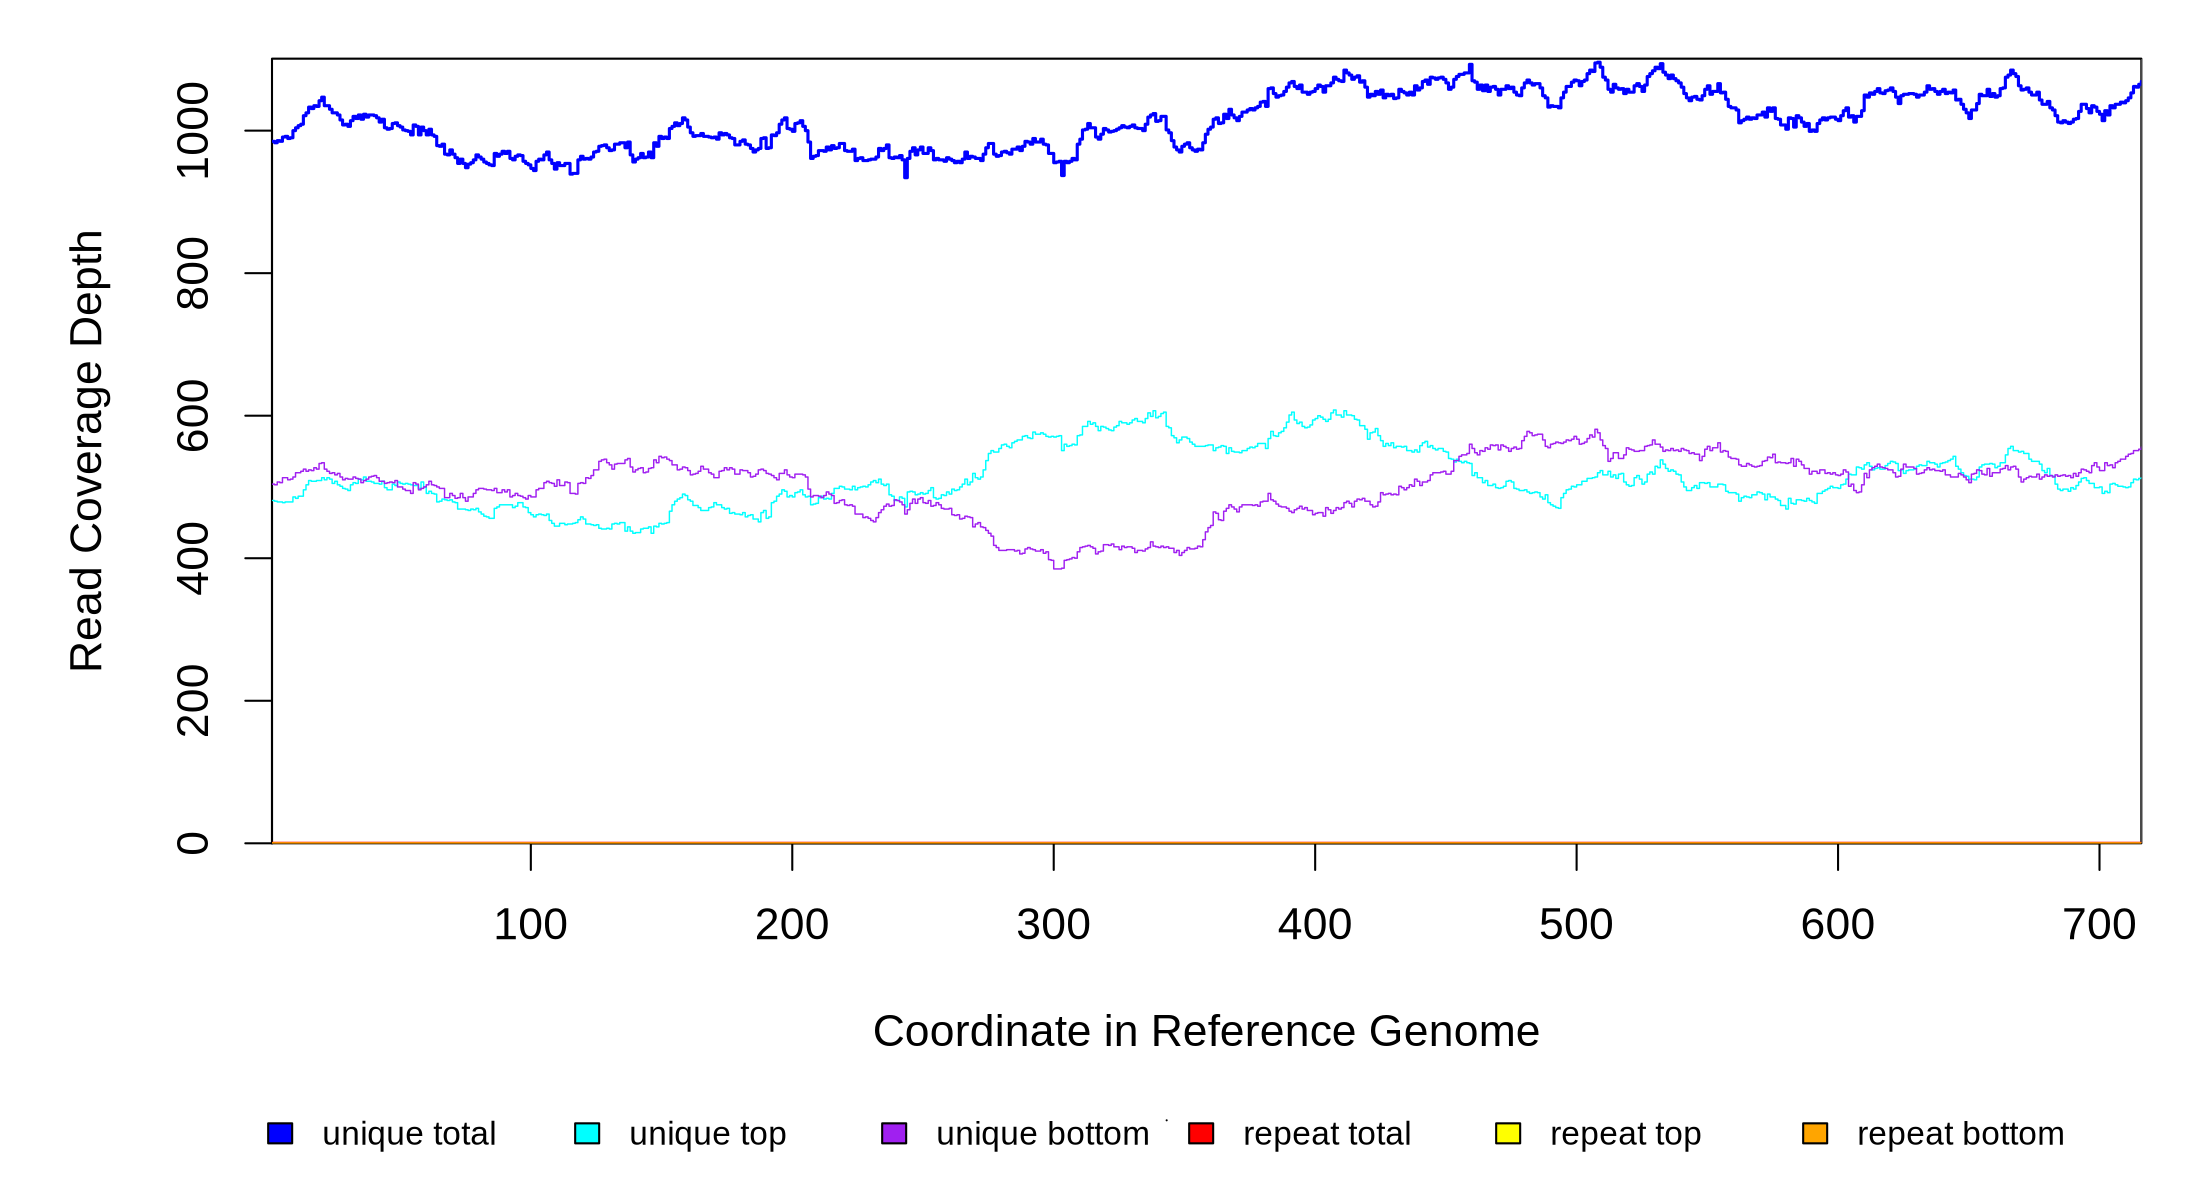 Read Coverage Depth
1000
800
600
400
200
0
100 200 300 400 500 600 700
Coordinate in Reference Genome
unique total unique top unique bottom repeat total repeat top repeat bottom